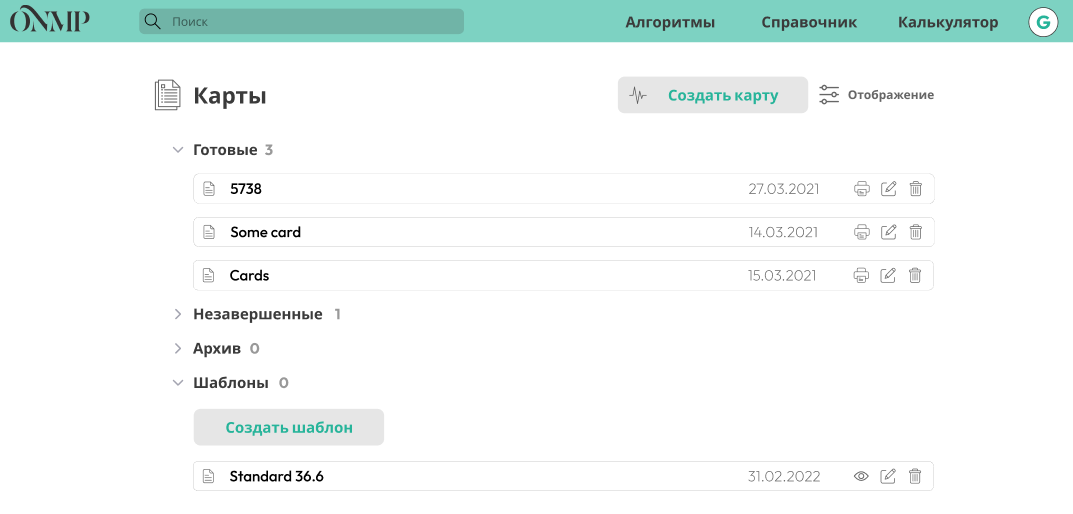 ONMP Поиск Алгоритмы Справочник Калькулятор G
Карты Создать карту Отображение
Готовые 3
5738 27.03.2021
Some card 14.03.2021
Cards 15.03.2021
Незавершенные 1
Архив 0
Шаблоны 0
Создать шаблон
Standard 36.6 31.02.2022